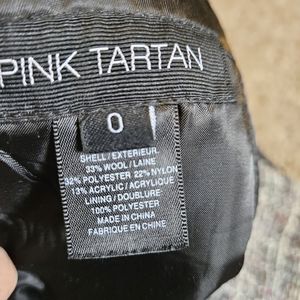 PINK TARTAN
0
SHELL/EXTERIEUR
33% WOOL/LAINE
32% POLYESTER 22% NYLON
13% ACRYLIC/ACRYLIQUE
LINING/DOUBLURE
100% POLYESTER
MADE IN CHINA
FABRIQUE EN CHINE